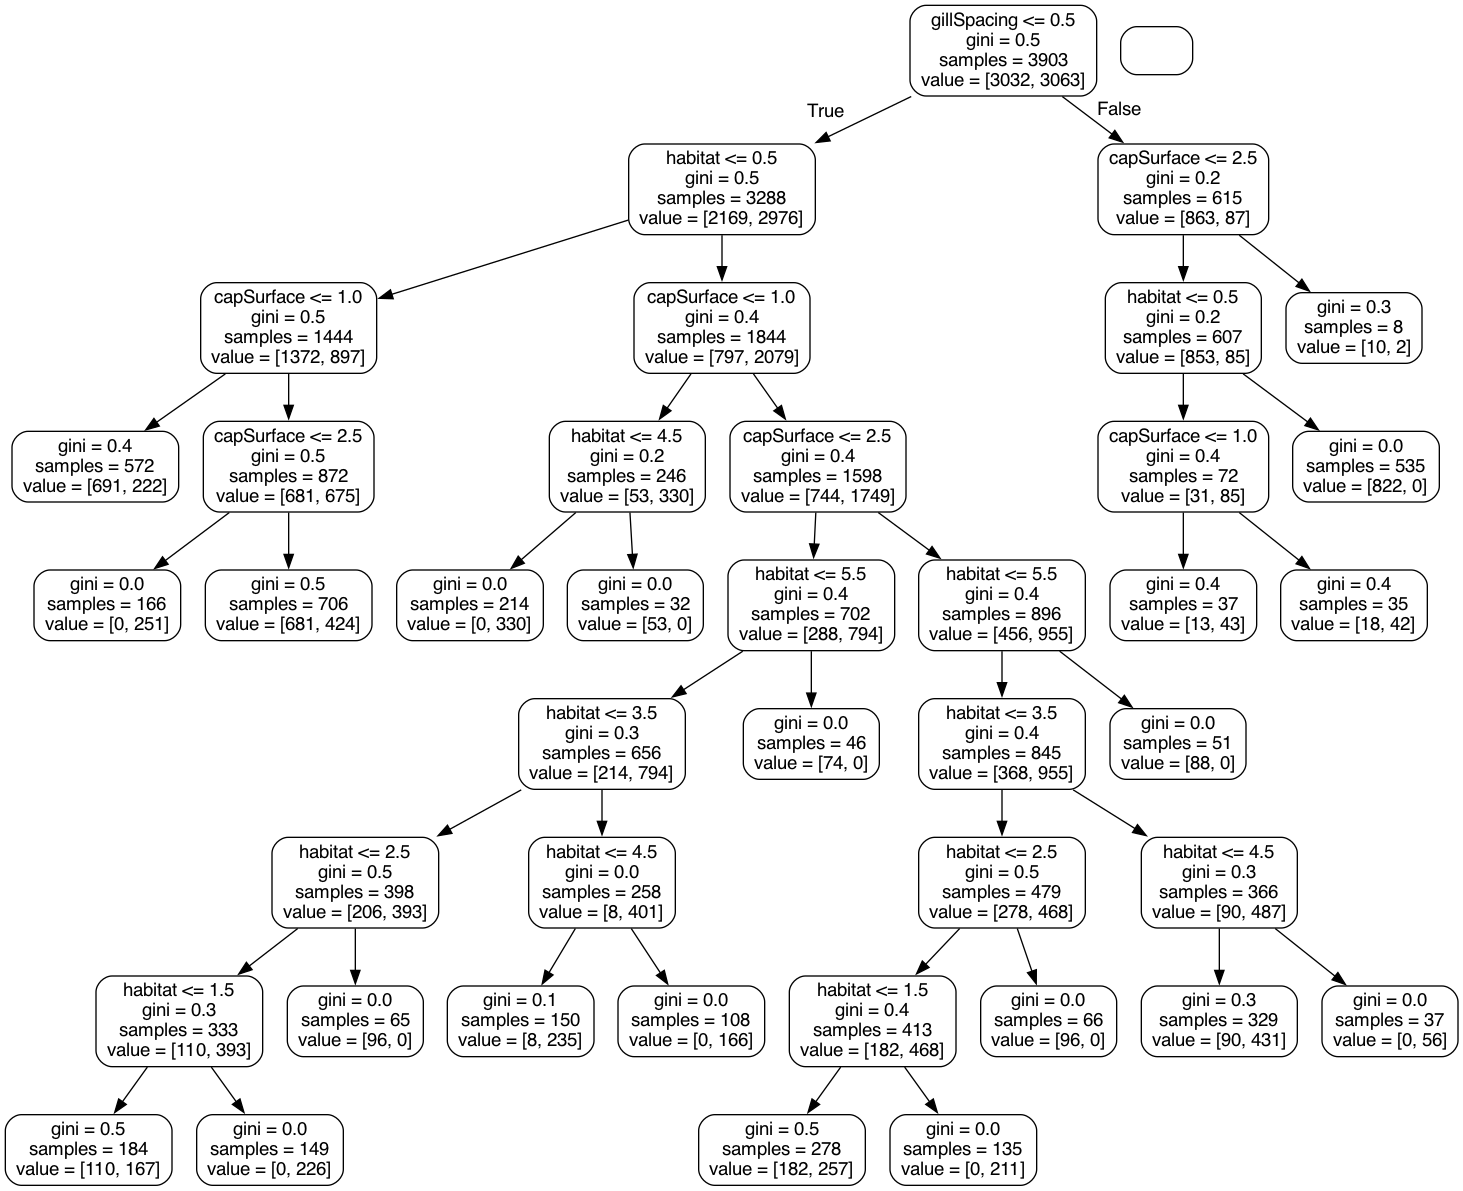 gillSpacing <= 0.5
gini = 0.5
samples = 3903
value = [3032, 3063]
True
False
habitat <= 0.5
gini = 0.5
samples = 3288
value = [2169, 2976]
capSurface <= 2.5
gini = 0.2
samples = 615
value = [863, 87]
capSurface <= 1.0
gini = 0.5
samples = 1444
value = [1372, 897]
capSurface <= 1.0
gini = 0.4
samples = 1844
value = [797, 2079]
habitat <= 0.5
gini = 0.2
samples = 607
value = [853, 85]
gini = 0.3
samples = 8
value = [10, 2]
gini = 0.4
samples = 572
value = [691, 222]
capSurface <= 2.5
gini = 0.5
samples = 872
value = [681, 675]
habitat <= 4.5
gini = 0.2
samples = 246
value = [53, 330]
capSurface <= 2.5
gini = 0.4
samples = 1598
value = [744, 1749]
capSurface <= 1.0
gini = 0.4
samples = 72
value = [31, 85]
gini = 0.0
samples = 535
value = [822, 0]
gini = 0.0
samples = 166
value = [0, 251]
gini = 0.5
samples = 706
value = [681, 424]
gini = 0.0
samples = 214
value = [0, 330]
gini = 0.0
samples = 32
value = [53, 0]
habitat <= 5.5
gini = 0.4
samples = 702
value = [288, 794]
habitat <= 5.5
gini = 0.4
samples = 896
value = [456, 955]
gini = 0.4
samples = 37
value = [13, 43]
gini = 0.4
samples = 35
value = [18, 42]
habitat <= 3.5
gini = 0.3
samples = 656
value = [214, 794]
gini = 0.0
samples = 46
value = [74, 0]
habitat <= 3.5
gini = 0.4
samples = 845
value = [368, 955]
gini = 0.0
samples = 51
value = [88, 0]
habitat <= 2.5
gini = 0.5
samples = 398
value = [206, 393]
habitat <= 4.5
gini = 0.0
samples = 258
value = [8, 401]
habitat <= 2.5
gini = 0.5
samples = 479
value = [278, 468]
habitat <= 4.5
gini = 0.3
samples = 366
value = [90, 487]
habitat <= 1.5
gini = 0.3
samples = 333
value = [110, 393]
gini = 0.0
samples = 65
value = [96, 0]
gini = 0.1
samples = 150
value = [8, 235]
gini = 0.0
samples = 108
value = [0, 166]
habitat <= 1.5
gini = 0.4
samples = 413
value = [182, 468]
gini = 0.0
samples = 66
value = [96, 0]
gini = 0.3
samples = 329
value = [90, 431]
gini = 0.0
samples = 37
value = [0, 56]
gini = 0.5
samples = 184
value = [110, 167]
gini = 0.0
samples = 149
value = [0, 226]
gini = 0.5
samples = 278
value = [182, 257]
gini = 0.0
samples = 135
value = [0, 211]